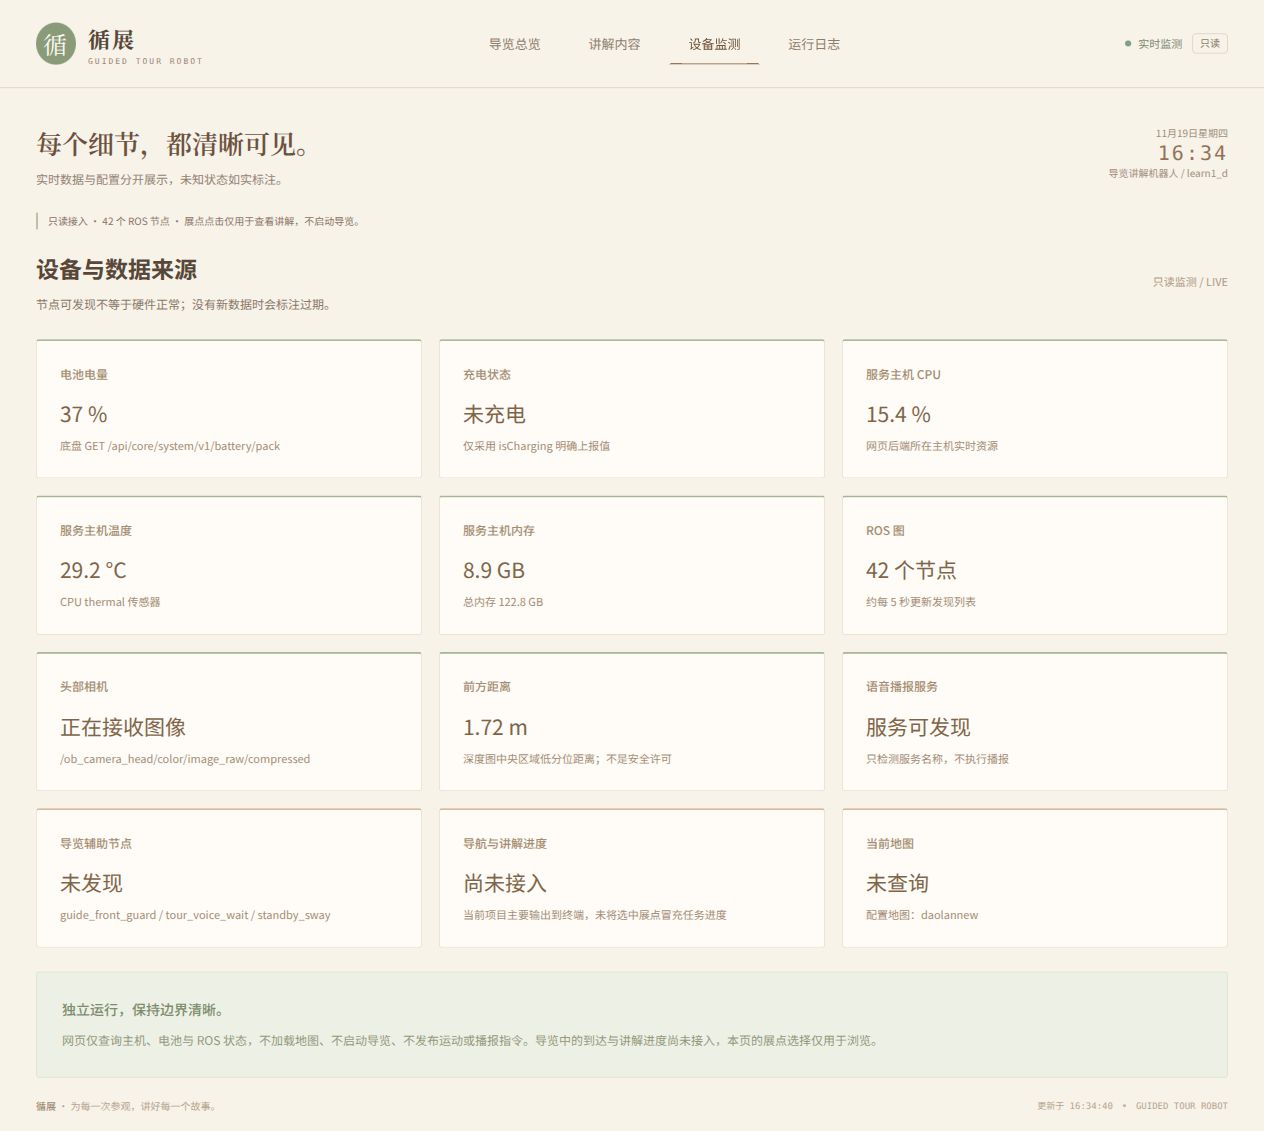 循
循展
GUIDED TOUR ROBOT
导览总览
讲解内容
设备监测
运行日志
实时监测
只读
每个细节，都清晰可见。
实时数据与配置分开展示，未知状态如实标注。
11月19日星期四
16:34
导览讲解机器人 / learn1_d
只读接入 · 42 个 ROS 节点 · 展点点击仅用于查看讲解，不启动导览。
设备与数据来源
节点可发现不等于硬件正常；没有新数据时会标注过期。
只读监测 / LIVE
电池电量
37 %
底盘 GET /api/core/system/v1/battery/pack
充电状态
未充电
仅采用 isCharging 明确上报值
服务主机 CPU
15.4 %
网页后端所在主机实时资源
服务主机温度
29.2 °C
CPU thermal 传感器
服务主机内存
8.9 GB
总内存 122.8 GB
ROS 图
42 个节点
约每 5 秒更新发现列表
头部相机
正在接收图像
/ob_camera_head/color/image_raw/compressed
前方距离
1.72 m
深度图中央区域低分位距离；不是安全许可
语音播报服务
服务可发现
只检测服务名称，不执行播报
导览辅助节点
未发现
guide_front_guard / tour_voice_wait / standby_sway
导航与讲解进度
尚未接入
当前项目主要输出到终端，未将选中展点冒充任务进度
当前地图
未查询
配置地图：daolannew
独立运行，保持边界清晰。
网页仅查询主机、电池与 ROS 状态，不加载地图、不启动导览、不发布运动或播报指令。导览中的到达与讲解进度尚未接入，本页的展点选择仅用于浏览。
循展 · 为每一次参观，讲好每一个故事。
更新于 16:34:40 • GUIDED TOUR ROBOT